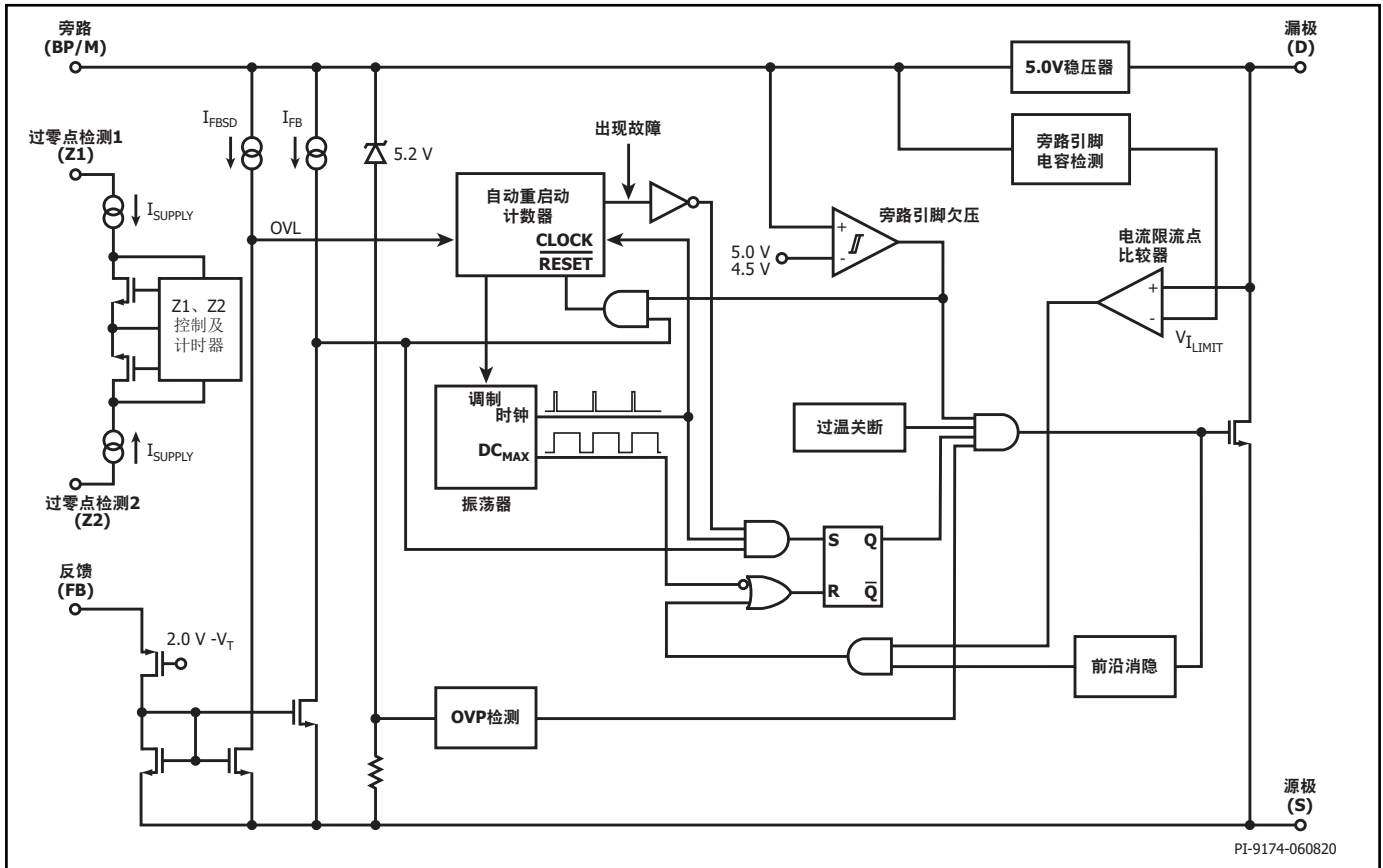 旁路
(BP/M)
漏极
(D)
5.0V稳压器
I_FBSD
I_FB
出现故障
过零点检测1
(Z1)
5.2 V
旁路引脚
电容检测
自动重启动
计数器
旁路引脚欠压
I_SUPPLY
OVL
CLOCK
RESET
+
-
5.0 V
4.5 V
电流限流点
比较器
+
-
V_I_LIMIT
Z1、Z2
控制及
计时器
调制
时钟
DC_MAX
过温关断
I_SUPPLY
振荡器
过零点检测2
(Z2)
S Q
R Q̅
反馈
(FB)
2.0 V -V_T
前沿消隐
OVP检测
源极
(S)
PI-9174-060820